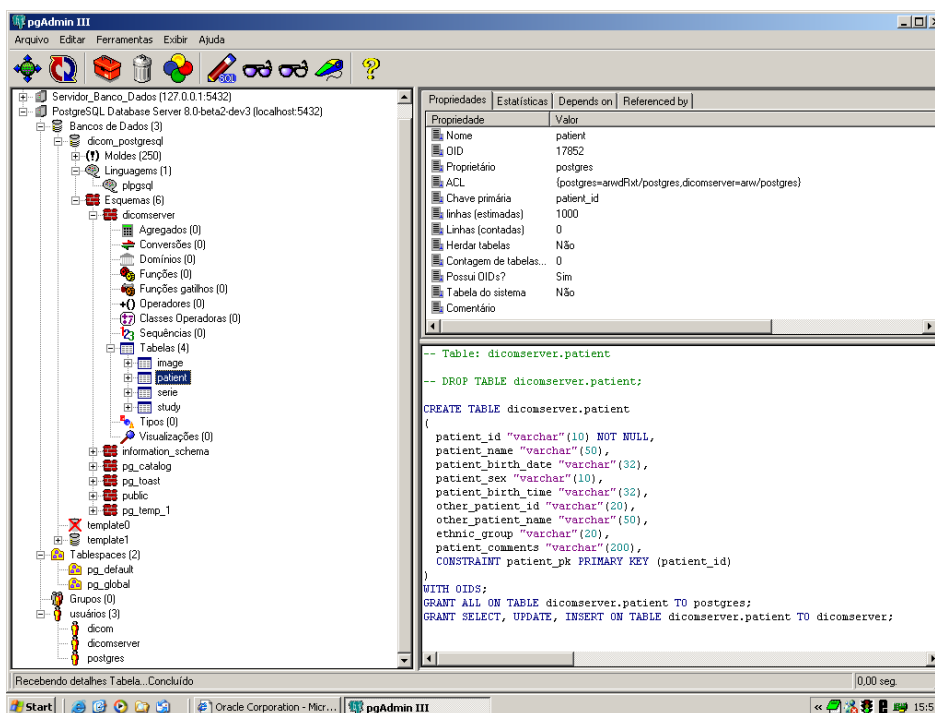 pgAdmin III
Arquivo Editar Ferramentas Exibir Ajuda
SQL
Servidor_Banco_Dados (127.0.0.1:5432)
PostgreSQL Database Server 8.0-beta2-dev3 (localhost:5432)
Bancos de Dados (3)
dicom_postgresql
Moldes (250)
Linguagems (1)
plpgsql
Esquemas (6)
dicomserver
Agregados (0)
Conversões (0)
Domínios (0)
Funções (0)
Funções gatilhos (0)
Operadores (0)
Classes Operadoras (0)
Sequências (0)
Tabelas (4)
image
patient
serie
study
Tipos (0)
Visualizações (0)
information_schema
pg_catalog
pg_toast
public
pg_temp_1
template0
template1
Tablespaces (2)
pg_default
pg_global
Grupos (0)
usuários (3)
dicom
dicomserver
postgres
Propriedades Estatísticas Depends on Referenced by
Propriedade Valor
Nome patient
OID 17852
Proprietário postgres
ACL {postgres=arwdRxt/postgres,dicomserver=arw/postgres}
Chave primária patient_id
linhas (estimadas) 1000
Linhas (contadas) 0
Herdar tabelas Não
Contagem de tabelas... 0
Possui OIDs? Sim
Tabela do sistema Não
Comentário
-- Table: dicomserver.patient
-- DROP TABLE dicomserver.patient;
CREATE TABLE dicomserver.patient
(
patient_id "varchar"(10) NOT NULL,
patient_name "varchar"(50),
patient_birth_date "varchar"(32),
patient_sex "varchar"(10),
patient_birth_time "varchar"(32),
other_patient_id "varchar"(20),
other_patient_name "varchar"(50),
ethnic_group "varchar"(20),
patient_comments "varchar"(200),
CONSTRAINT patient_pk PRIMARY KEY (patient_id)
)
WITH OIDS;
GRANT ALL ON TABLE dicomserver.patient TO postgres;
GRANT SELECT, UPDATE, INSERT ON TABLE dicomserver.patient TO dicomserver;
Recebendo detalhes Tabela...Concluído 0,00 seg.
Start Oracle Corporation - Micr... pgAdmin III 15:5